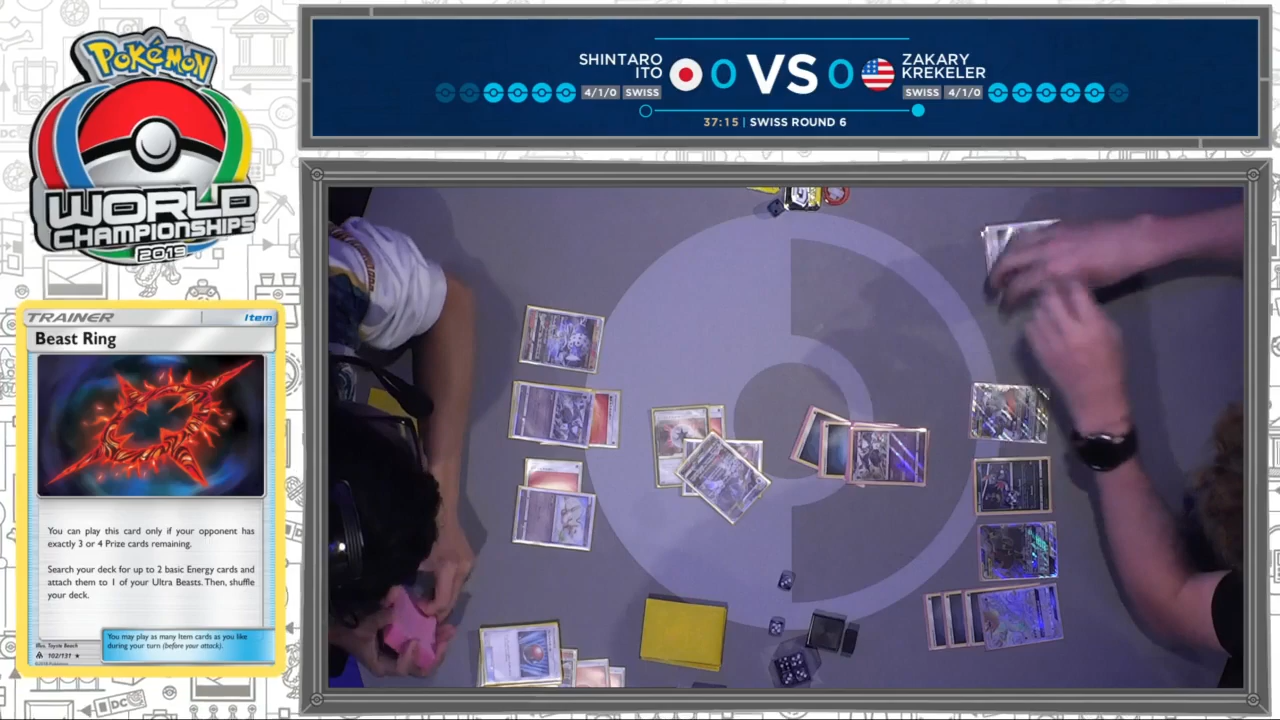 Pokémon
WORLD
CHAMPIONSHIPS
2019
SHINTARO
ITO
0 VS 0
ZAKARY
KREKELER
4/1/0 SWISS
SWISS 4/1/0
37:15 | SWISS ROUND 6
TRAINER Item
Beast Ring
You can play this card only if your opponent has
exactly 3 or 4 Prize cards remaining.
Search your deck for up to 2 basic Energy cards and
attach them to 1 of your Ultra Beasts. Then, shuffle
your deck.
You may play as many Item cards as you like
during your turn (before your attack).
102/131 ★